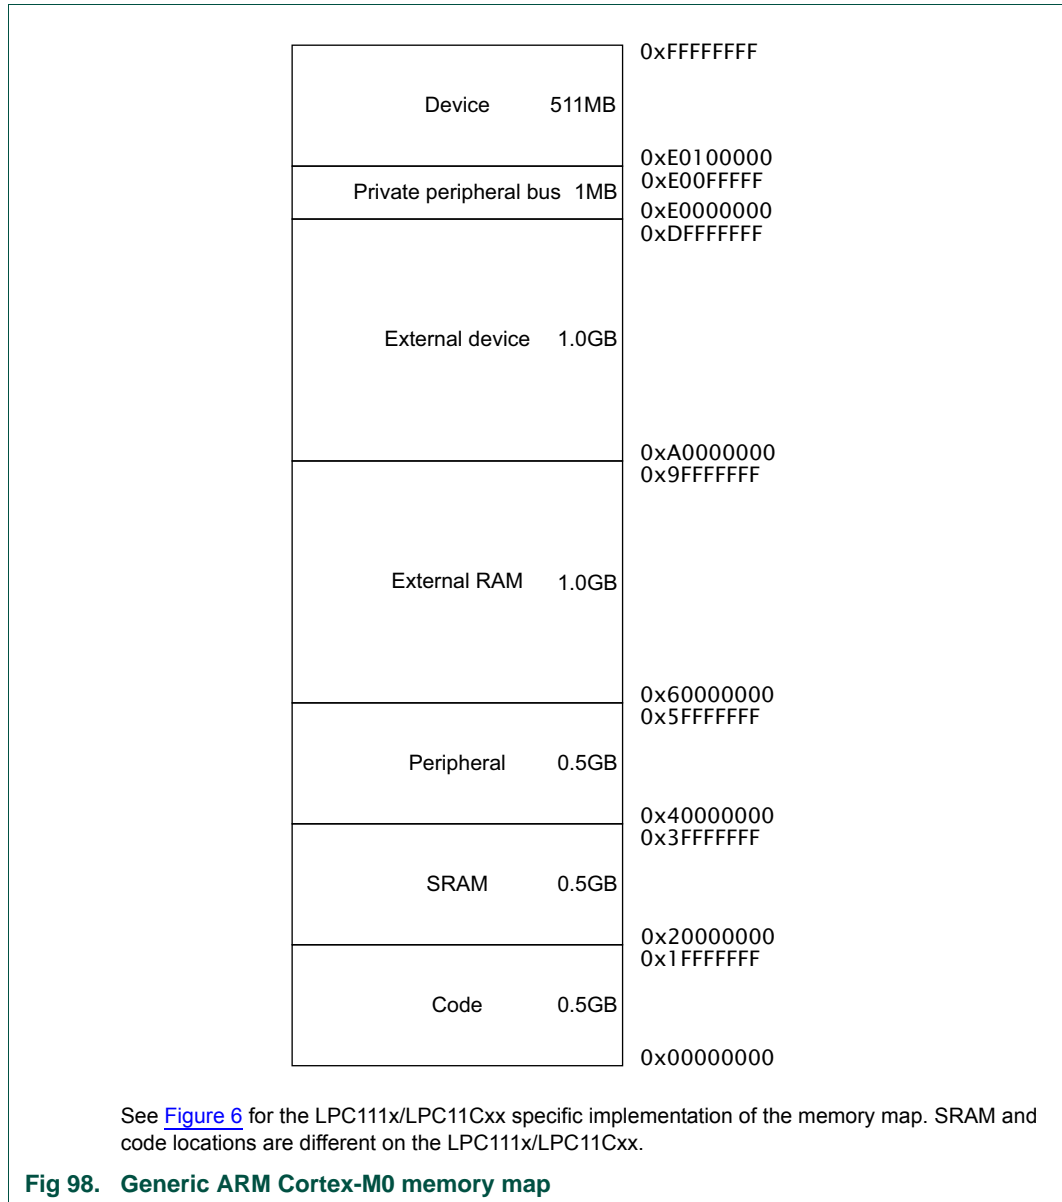 0xFFFFFFFF
Device 511MB
0xE0100000
0xE00FFFFF
Private peripheral bus 1MB
0xE0000000
0xDFFFFFFF
External device 1.0GB
0xA0000000
0x9FFFFFFF
External RAM 1.0GB
0x60000000
0x5FFFFFFF
Peripheral 0.5GB
0x40000000
0x3FFFFFFF
SRAM 0.5GB
0x20000000
0x1FFFFFFF
Code 0.5GB
0x00000000
See Figure 6 for the LPC111x/LPC11Cxx specific implementation of the memory map. SRAM and
code locations are different on the LPC111x/LPC11Cxx.
Fig 98. Generic ARM Cortex-M0 memory map